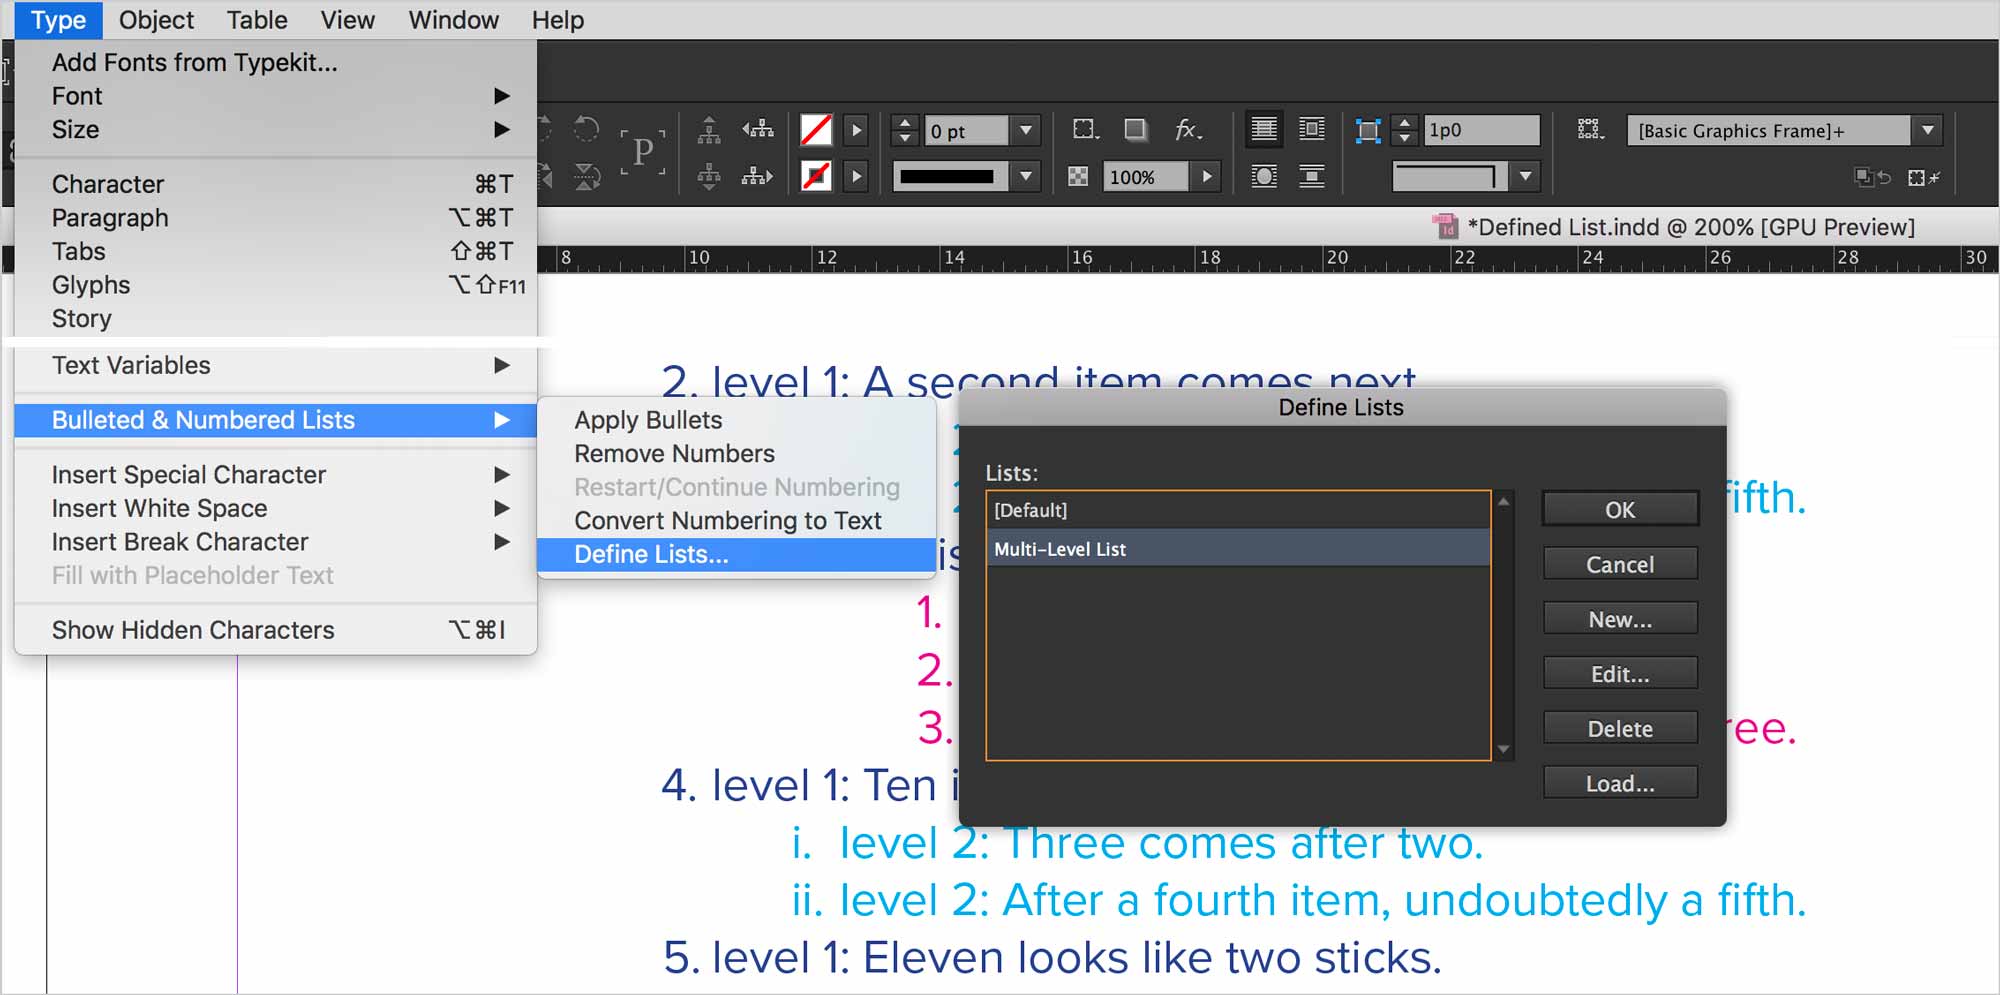 Type Object Table View Window Help
Add Fonts from Typekit...
Font
Size
Character ⌘T
Paragraph ⌥⌘T
Tabs ⇧⌘T
Glyphs ⌥⇧F11
Story
Text Variables
Bulleted & Numbered Lists
Insert Special Character
Insert White Space
Insert Break Character
Fill with Placeholder Text
Show Hidden Characters ⌥⌘I
Apply Bullets
Remove Numbers
Restart/Continue Numbering
Convert Numbering to Text
Define Lists...
P
0 pt
fx.
100%
1p0
[Basic Graphics Frame]+
Id
*Defined List.indd @ 200% [GPU Preview]
8 10 12 14 16 18 20 22 24 26 28 30
2. level 1: A second item comes next
fifth.
is
1.
2.
3.
ree.
4. level 1: Ten i
i. level 2: Three comes after two.
ii. level 2: After a fourth item, undoubtedly a fifth.
5. level 1: Eleven looks like two sticks.
Define Lists
Lists:
[Default]
Multi-Level List
OK
Cancel
New...
Edit...
Delete
Load...